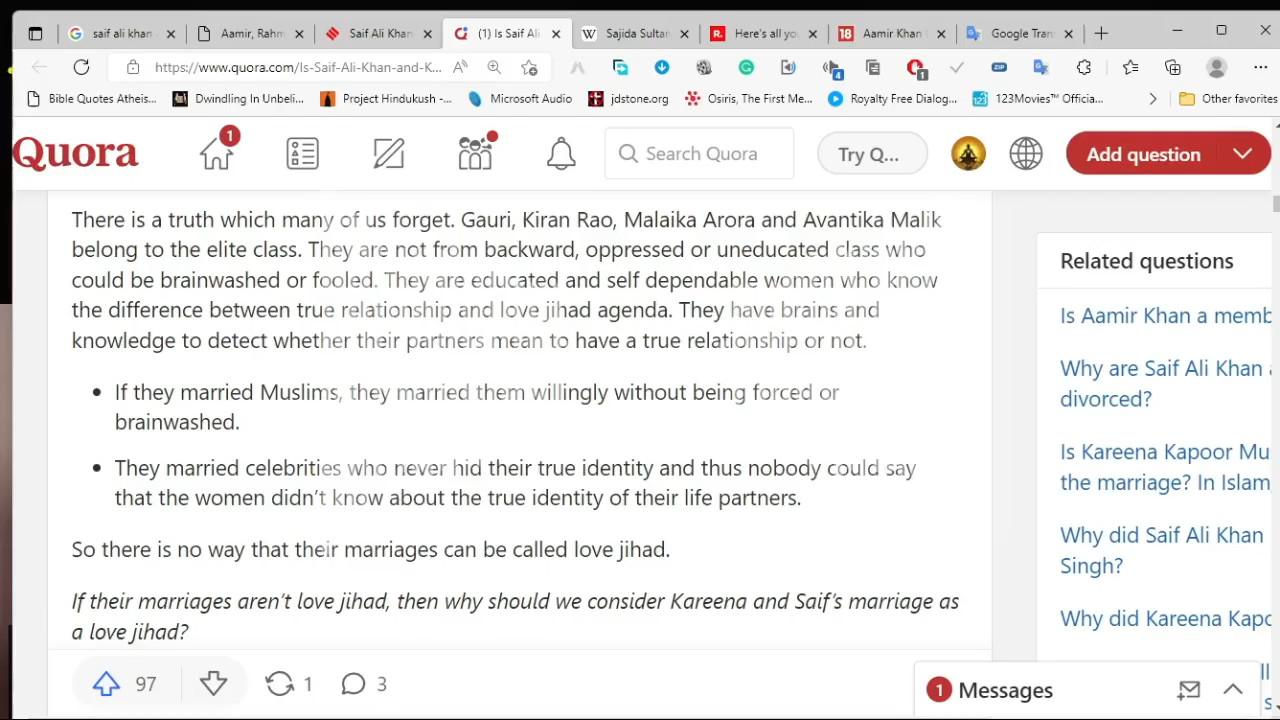 saif ali khan
Aamir, Rahm
Saif Ali Khan
(1) Is Saif Ali
Sajida Sultan
Here's all yo
Aamir Khan
Google Tran
https://www.quora.com/Is-Saif-Ali-Khan-and-K...
Bible Quotes Atheis...
Dwindling In Unbeli...
Project Hindukush -...
Microsoft Audio
jdstone.org
Osiris, The First Me...
Royalty Free Dialog...
123Movies™ Officia...
Other favorites
Quora
1
Search Quora
Try Q...
Add question
There is a truth which many of us forget. Gauri, Kiran Rao, Malaika Arora and Avantika Malik
belong to the elite class. They are not from backward, oppressed or uneducated class who
could be brainwashed or fooled. They are educated and self dependable women who know
the difference between true relationship and love jihad agenda. They have brains and
knowledge to detect whether their partners mean to have a true relationship or not.
• If they married Muslims, they married them willingly without being forced or
brainwashed.
• They married celebrities who never hid their true identity and thus nobody could say
that the women didn't know about the true identity of their life partners.
So there is no way that their marriages can be called love jihad.
If their marriages aren't love jihad, then why should we consider Kareena and Saif's marriage as
a love jihad?
97
1
3
Related questions
Is Aamir Khan a memb
Why are Saif Ali Khan
divorced?
Is Kareena Kapoor Mu
the marriage? In Islam
Why did Saif Ali Khan
Singh?
Why did Kareena Kapo
1 Messages